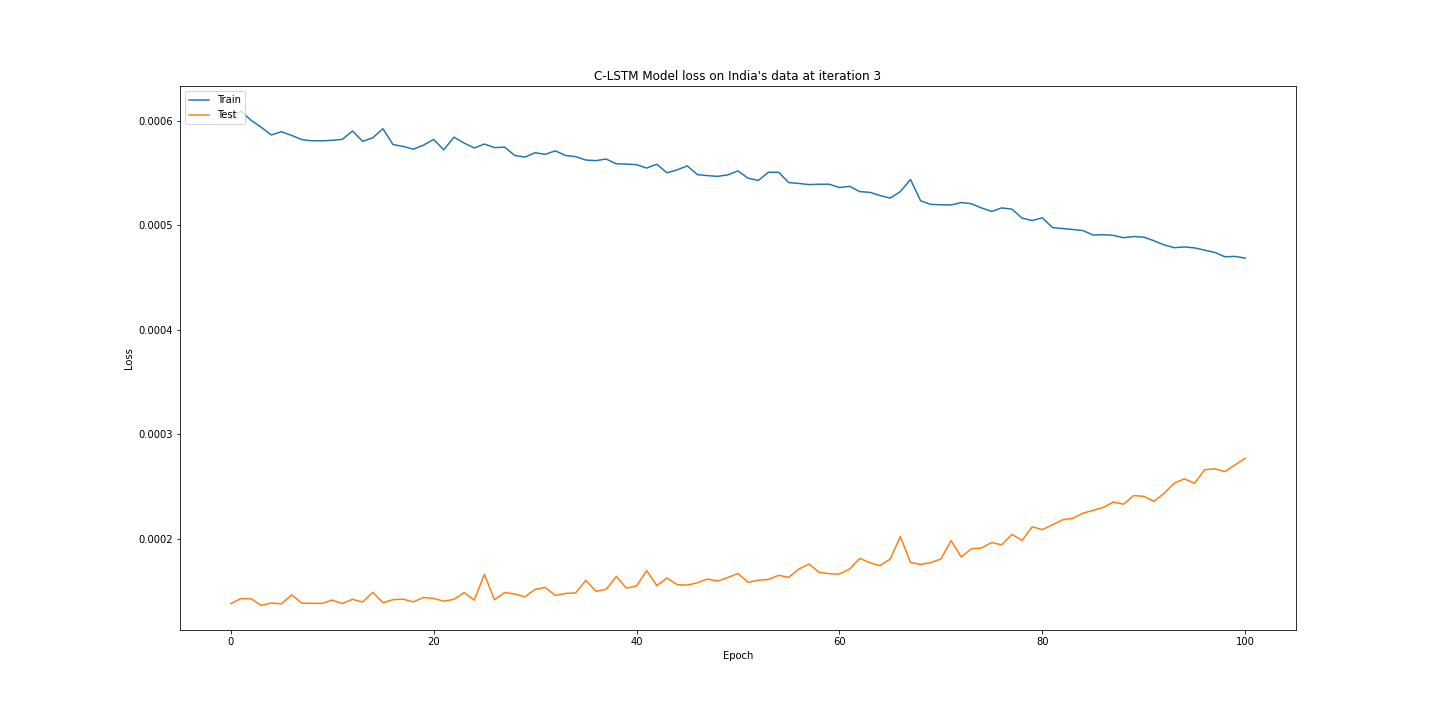 C-LSTM Model loss on India's data at iteration 3
Train
Test
0.0006
0.0005
0.0004
0.0003
0.0002
Loss
0 20 40 60 80 100
Epoch